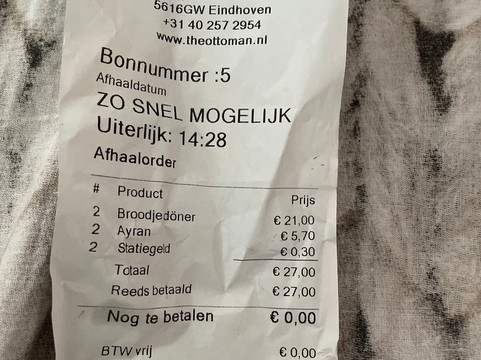 5616GW Eindhoven
+31 40 257 2954
www.theottoman.nl
Bonnummer :5
Afhaaldatum
ZO SNEL MOGELIJK
Uiterlijk: 14:28
Afhaalorder
# Product Prijs
2 Broodjedöner € 21,00
2 Ayran € 5,70
2 Statiegeld € 0,30
Totaal € 27,00
Reeds betaald € 27,00
Nog te betalen € 0,00
BTW vrij € 0,00